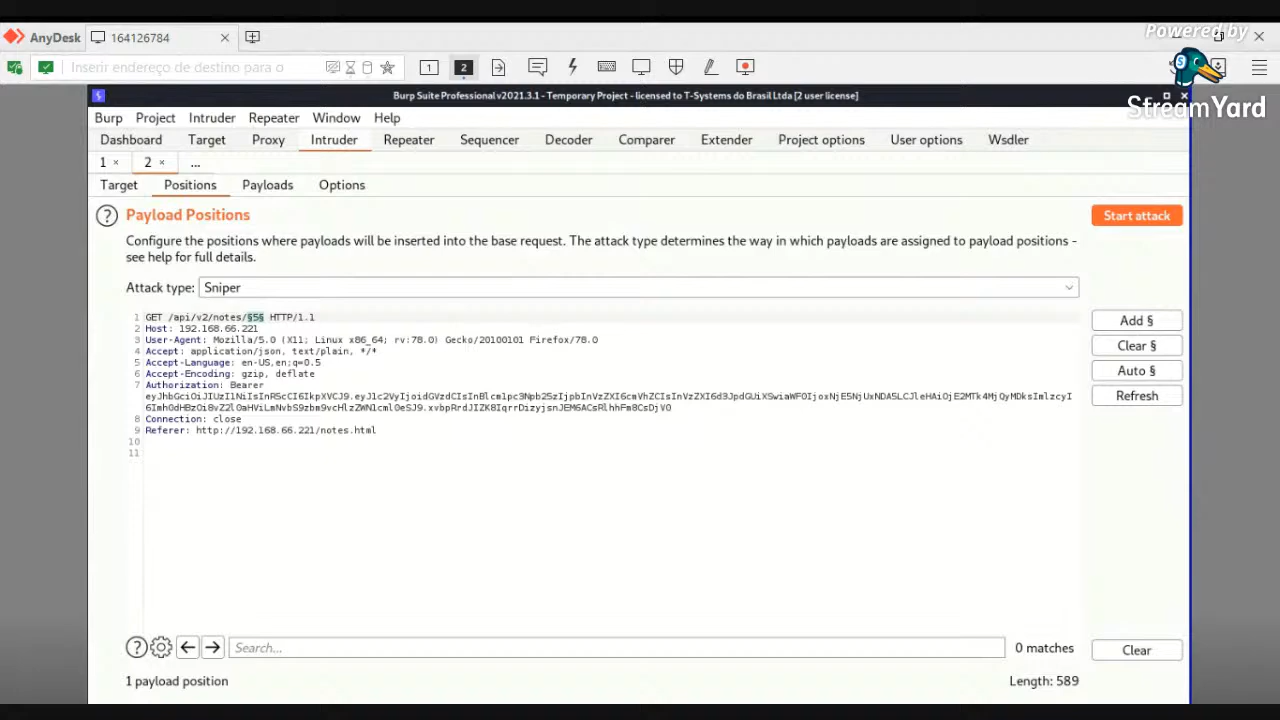 AnyDesk
164126784
Powered by
Inserir endereço de destino para o
1
2
StreamYard
Burp Suite Professional v2021.3.1 - Temporary Project - licensed to T-Systems do Brasil Ltda [2 user license]
Burp Project Intruder Repeater Window Help
Dashboard Target Proxy Intruder Repeater Sequencer Decoder Comparer Extender Project options User options Wsdler
1 × 2 × ...
Target Positions Payloads Options
Payload Positions
Start attack
Configure the positions where payloads will be inserted into the base request. The attack type determines the way in which payloads are assigned to payload positions -
see help for full details.
Attack type: Sniper
1 GET /api/v2/notes/§5§ HTTP/1.1
2 Host: 192.168.66.221
3 User-Agent: Mozilla/5.0 (X11; Linux x86_64; rv:78.0) Gecko/20100101 Firefox/78.0
4 Accept: application/json, text/plain, */*
5 Accept-Language: en-US,en;q=0.5
6 Accept-Encoding: gzip, deflate
7 Authorization: Bearer
8 Connection: close
9 Referer: http://192.168.66.221/notes.html
10
11
Add §
Clear §
Auto §
Refresh
Search...
0 matches
Clear
1 payload position
Length: 589